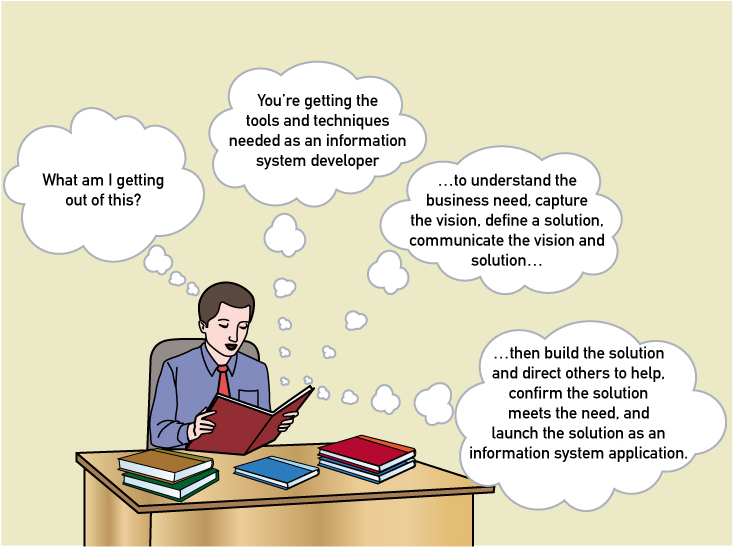 What am I getting
out of this?
You’re getting the
tools and techniques
needed as an information
system developer
…to understand the
business need, capture
the vision, define a solution,
communicate the vision and
solution…
…then build the solution
and direct others to help,
confirm the solution
meets the need, and
launch the solution as an
information system application.